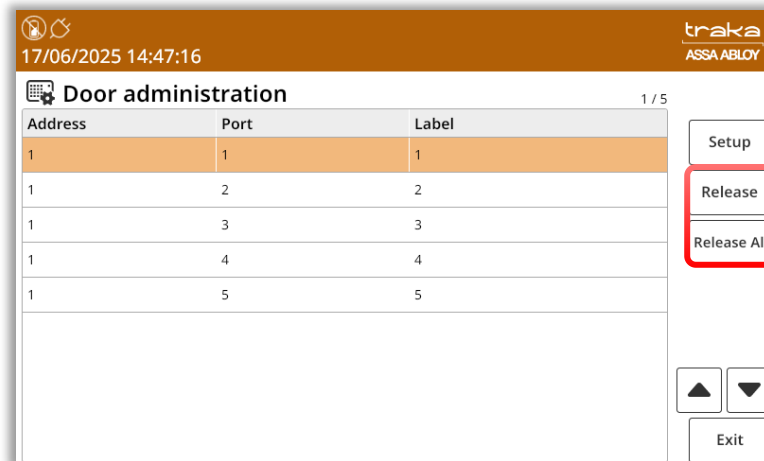 traka
17/06/2025 14:47:16
ASSA ABLOY
Door administration
1 / 5
Address Port Label
1 1 1
1 2 2
1 3 3
1 4 4
1 5 5
Setup
Release
Release Al
Exit